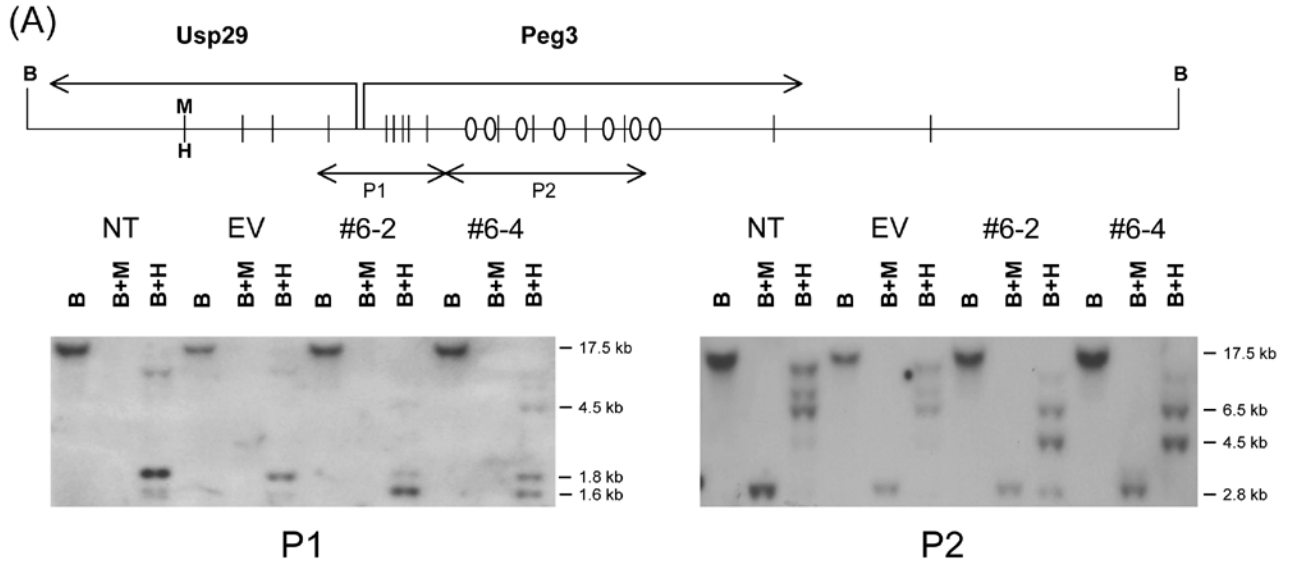 (A)
Usp29 Peg3
B B
M
H
P1 P2
NT EV #6-2 #6-4
B B+M B+H B B+M B+H B B+M B+H B B+M B+H
17.5 kb
4.5 kb
1.8 kb
1.6 kb
P1
NT EV #6-2 #6-4
B B+M B+H B B+M B+H B B+M B+H B B+M B+H
17.5 kb
6.5 kb
4.5 kb
2.8 kb
P2